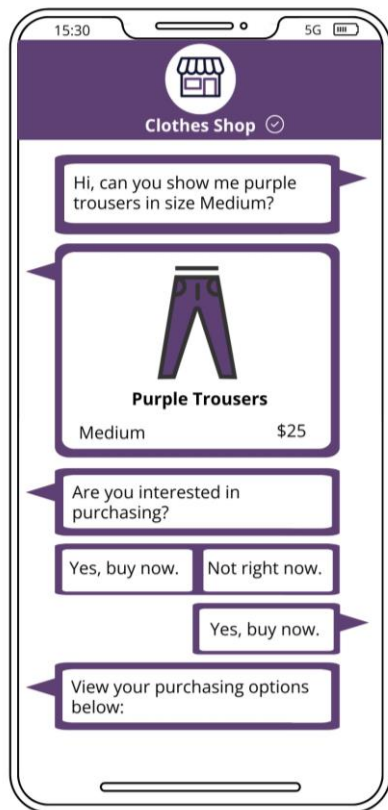 15:30
5G
Clothes Shop
Hi, can you show me purple
trousers in size Medium?
Purple Trousers
Medium $25
Are you interested in
purchasing?
Yes, buy now. Not right now.
Yes, buy now.
View your purchasing options
below: